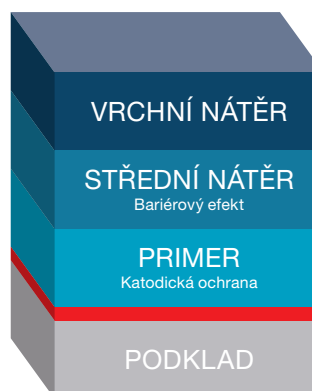 VRCHNÍ NÁTĚR
STŘEDNÍ NÁTĚR
Bariérový efekt
PRIMER
Katodická ochrana
PODKLAD